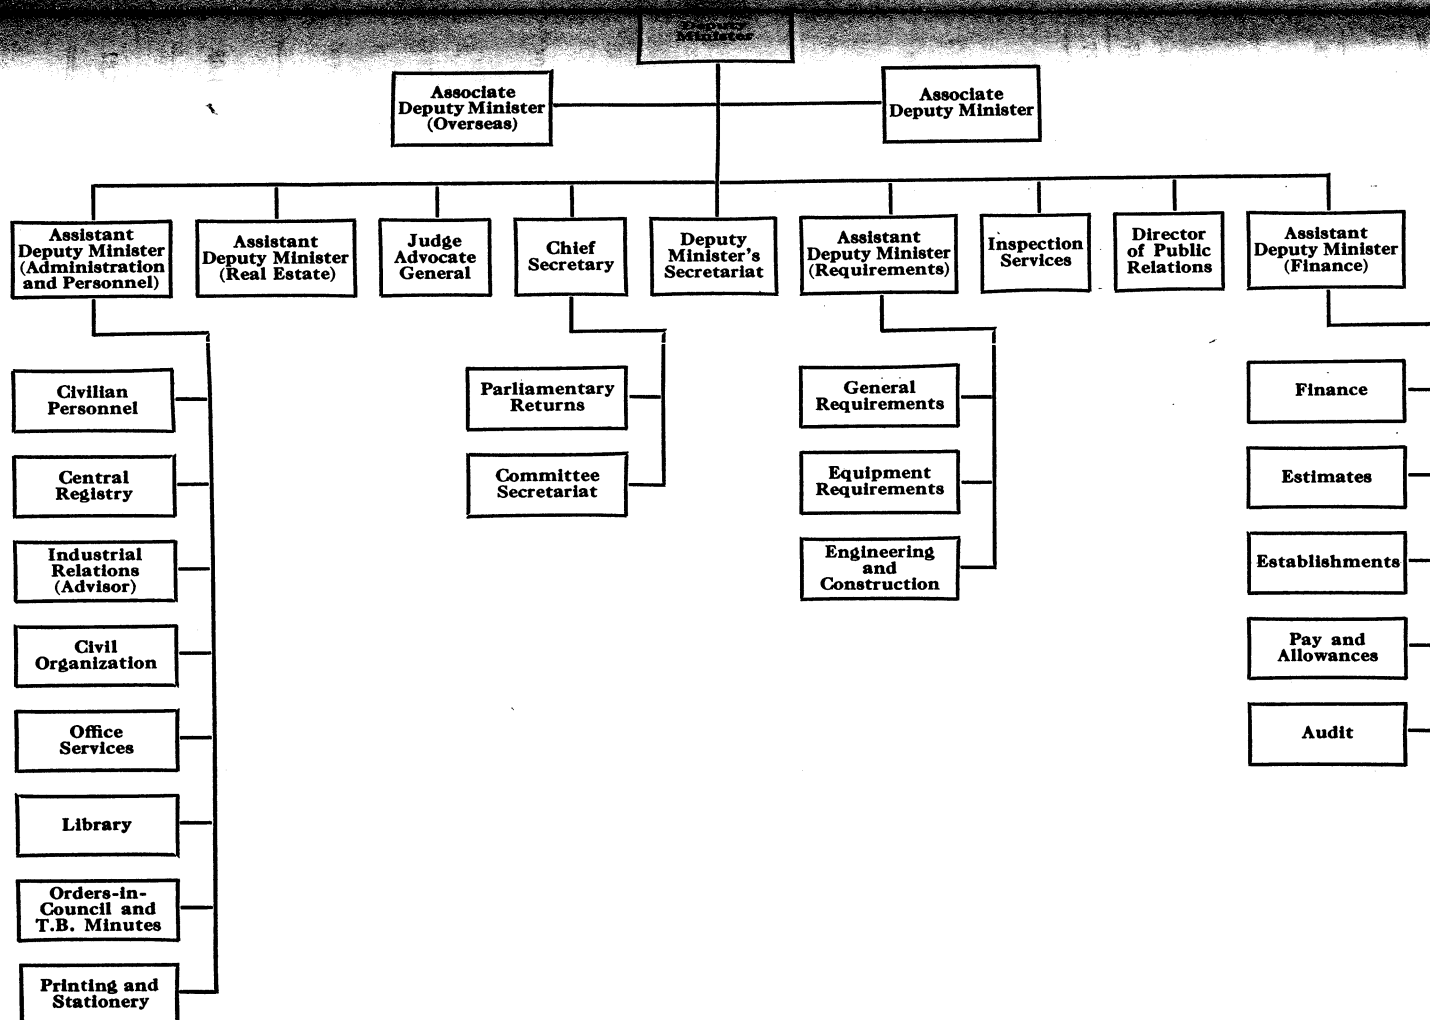 Deputy
Minister
Associate
Deputy Minister
(Overseas)
Associate
Deputy Minister
Assistant
Deputy Minister
(Administration
and Personnel)
Assistant
Deputy Minister
(Real Estate)
Judge
Advocate
General
Chief
Secretary
Deputy
Minister's
Secretariat
Assistant
Deputy Minister
(Requirements)
Inspection
Services
Director
of Public
Relations
Assistant
Deputy Minister
(Finance)
Civilian
Personnel
Central
Registry
Industrial
Relations
(Advisor)
Civil
Organization
Office
Services
Library
Orders-in-
Council and
T.B. Minutes
Printing and
Stationery
Parliamentary
Returns
Committee
Secretariat
General
Requirements
Equipment
Requirements
Engineering
and
Construction
Finance
Estimates
Establishments
Pay and
Allowances
Audit